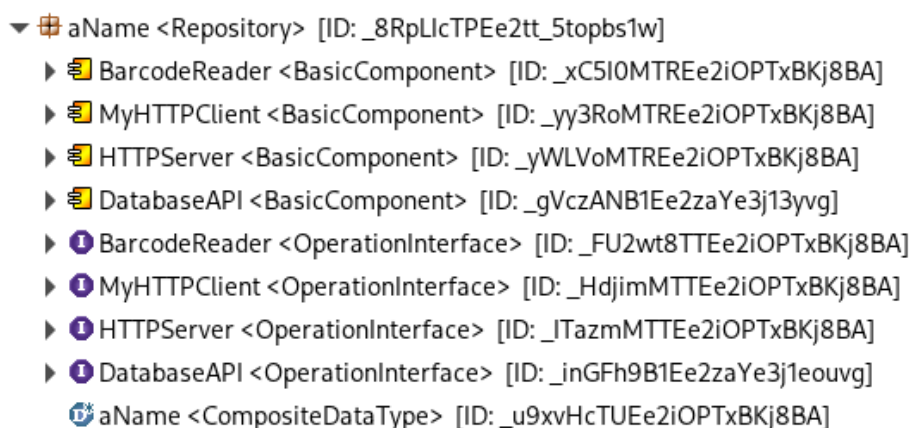 aName <Repository> [ID: _8RpLIcTPEe2tt_5topbs1w]
BarcodeReader <BasicComponent> [ID: _xC5I0MTREe2iOPTxBKj8BA]
MyHTTPClient <BasicComponent> [ID: _yy3RoMTREe2iOPTxBKj8BA]
HTTPServer <BasicComponent> [ID: _yWLVoMTREe2iOPTxBKj8BA]
DatabaseAPI <BasicComponent> [ID: _gVczANB1Ee2zaYe3j13yvg]
BarcodeReader <OperationInterface> [ID: _FU2wt8TTEe2iOPTxBKj8BA]
MyHTTPClient <OperationInterface> [ID: _HdjimMTTEe2iOPTxBKj8BA]
HTTPServer <OperationInterface> [ID: _ITazmMTTEe2iOPTxBKj8BA]
DatabaseAPI <OperationInterface> [ID: _inGFh9B1Ee2zaYe3j1eouvg]
aName <CompositeDataType> [ID: _u9xvHcTUEe2iOPTxBKj8BA]